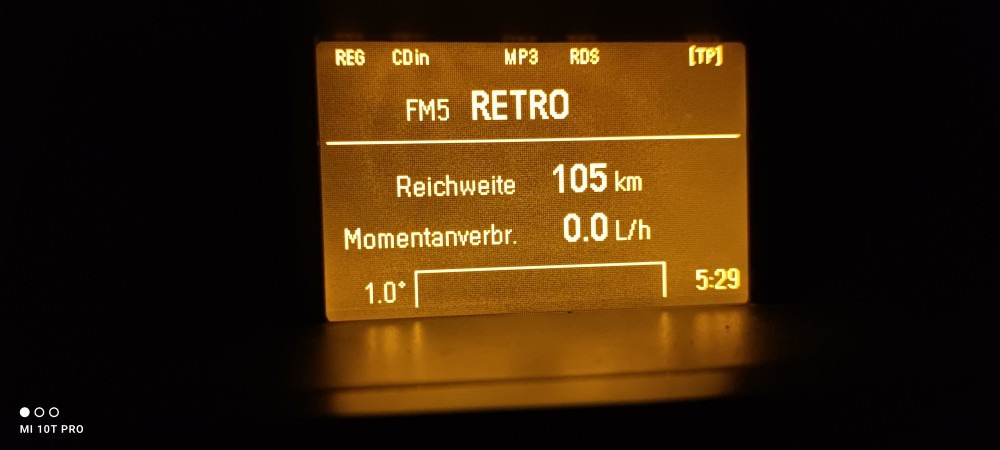 REG CDin MP3 RDS [TP]
FM5 RETRO
Reichweite 105 km
Momentanverbr. 0.0 L/h
1.0° 5:29
MI 10T PRO